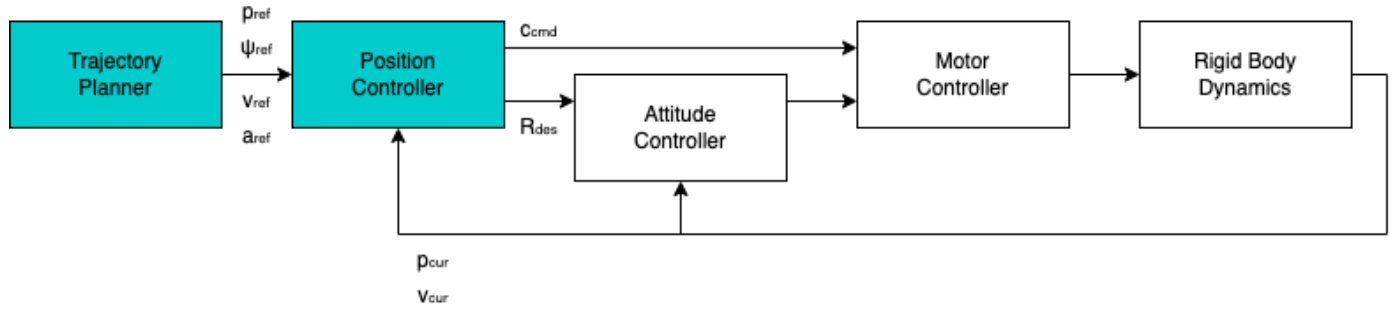 Trajectory
Planner
pref
ψref
vref
aref
Position
Controller
ccmd
Rdes
Attitude
Controller
Motor
Controller
Rigid Body
Dynamics
pcur
vcur